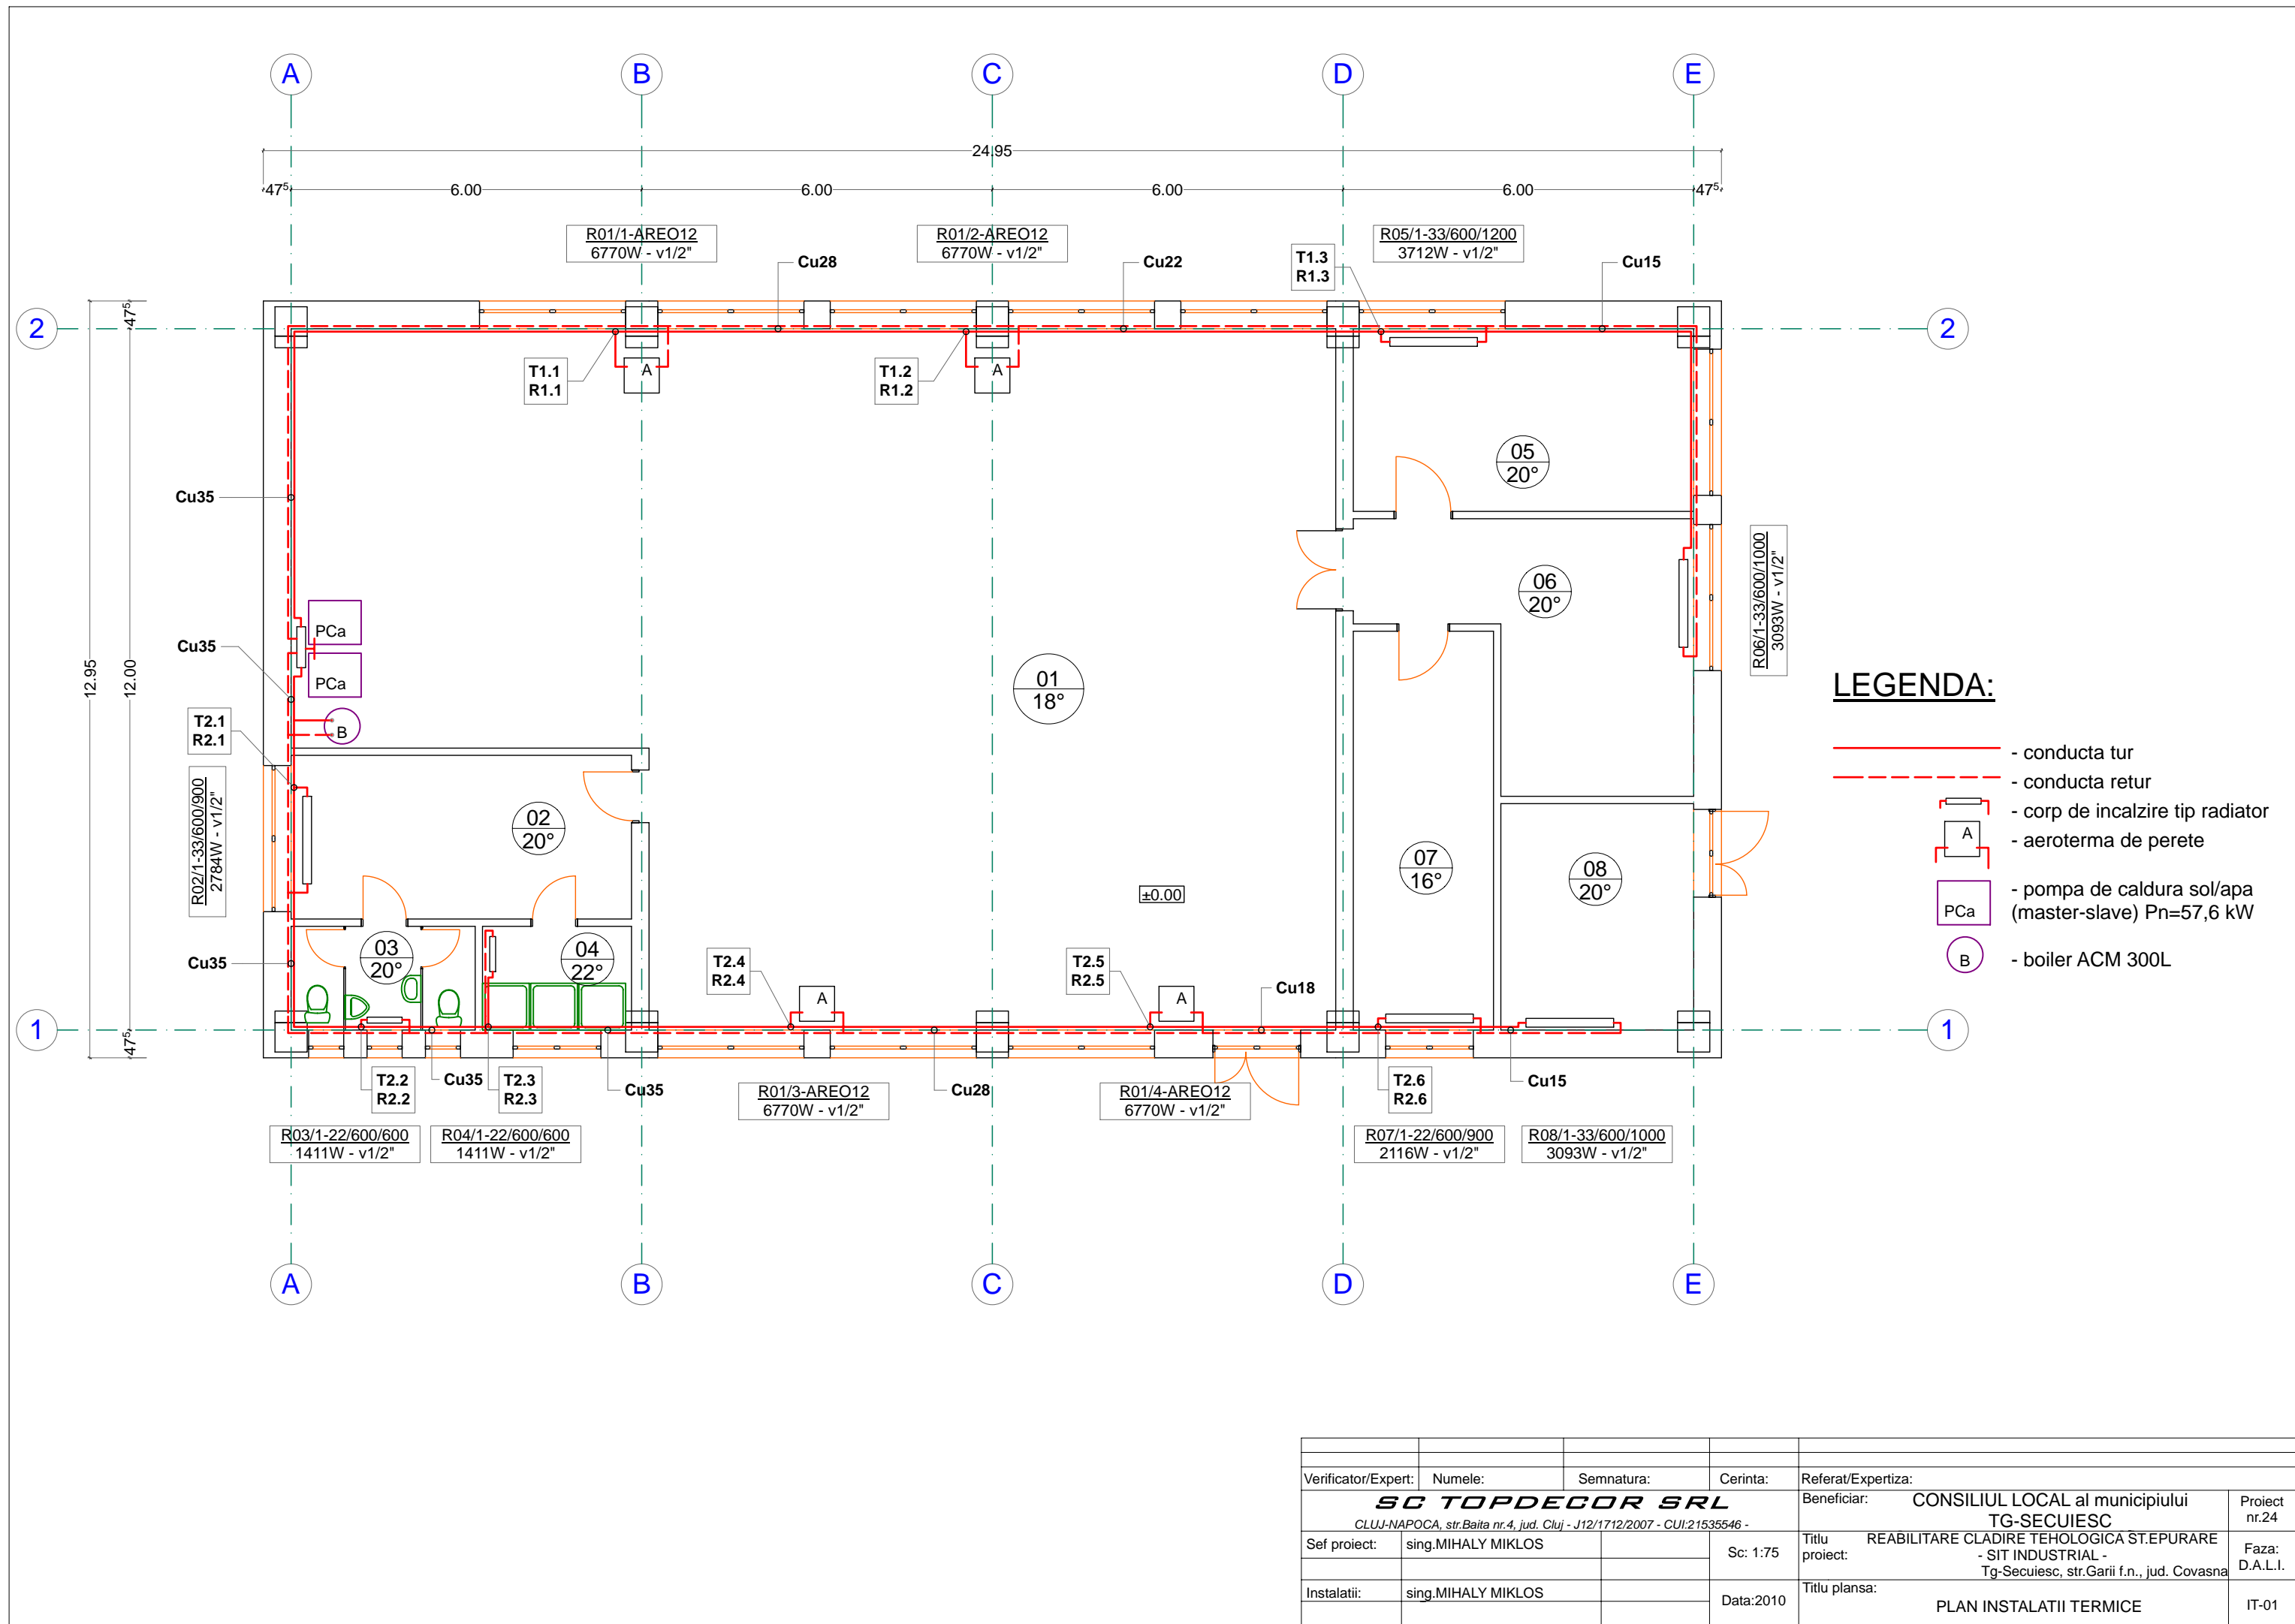 A
B
C
D
E
24.95
47⁵
6.00
6.00
6.00
6.00
47⁵
R01/1-AREO12
6770W - v1/2"
R01/2-AREO12
6770W - v1/2"
R05/1-33/600/1200
3712W - v1/2"
Cu28
Cu22
T1.3
R1.3
Cu15
2
47⁵
2
T1.1
R1.1
A
T1.2
R1.2
A
05
20°
Cu35
R06/1-33/600/1000
3093W - v1/2"
06
20°
PCa
Cu35
PCa
12.95
12.00
01
18°
T2.1
R2.1
B
R02/1-33/600/900
2784W - v1/2"
02
20°
07
16°
08
20°
±0.00
03
20°
04
22°
Cu35
T2.4
R2.4
A
T2.5
R2.5
A
Cu18
1
47⁵
1
T2.2
R2.2
Cu35
T2.3
R2.3
Cu35
R01/3-AREO12
6770W - v1/2"
Cu28
R01/4-AREO12
6770W - v1/2"
T2.6
R2.6
Cu15
R03/1-22/600/600
1411W - v1/2"
R04/1-22/600/600
1411W - v1/2"
R07/1-22/600/900
2116W - v1/2"
R08/1-33/600/1000
3093W - v1/2"
A
B
C
D
E
LEGENDA:
- conducta tur
- conducta retur
- corp de incalzire tip radiator
A
- aeroterma de perete
PCa
- pompa de caldura sol/apa
(master-slave) Pn=57,6 kW
B
- boiler ACM 300L
Verificator/Expert: Numele: Semnatura: Cerinta: Referat/Expertiza:
SC TOPDECOR SRL
CLUJ-NAPOCA, str.Baita nr.4, jud. Cluj - J12/1712/2007 - CUI:21535546 -
Beneficiar: CONSILIUL LOCAL al municipiului
TG-SECUIESC
Proiect
nr.24
Sef proiect: sing.MIHALY MIKLOS
Sc: 1:75
Titlu
proiect:
REABILITARE CLADIRE TEHOLOGICA ST.EPURARE
- SIT INDUSTRIAL -
Tg-Secuiesc, str.Garii f.n., jud. Covasna
Faza:
D.A.L.I.
Instalatii: sing.MIHALY MIKLOS
Data:2010
Titlu plansa:
PLAN INSTALATII TERMICE
IT-01